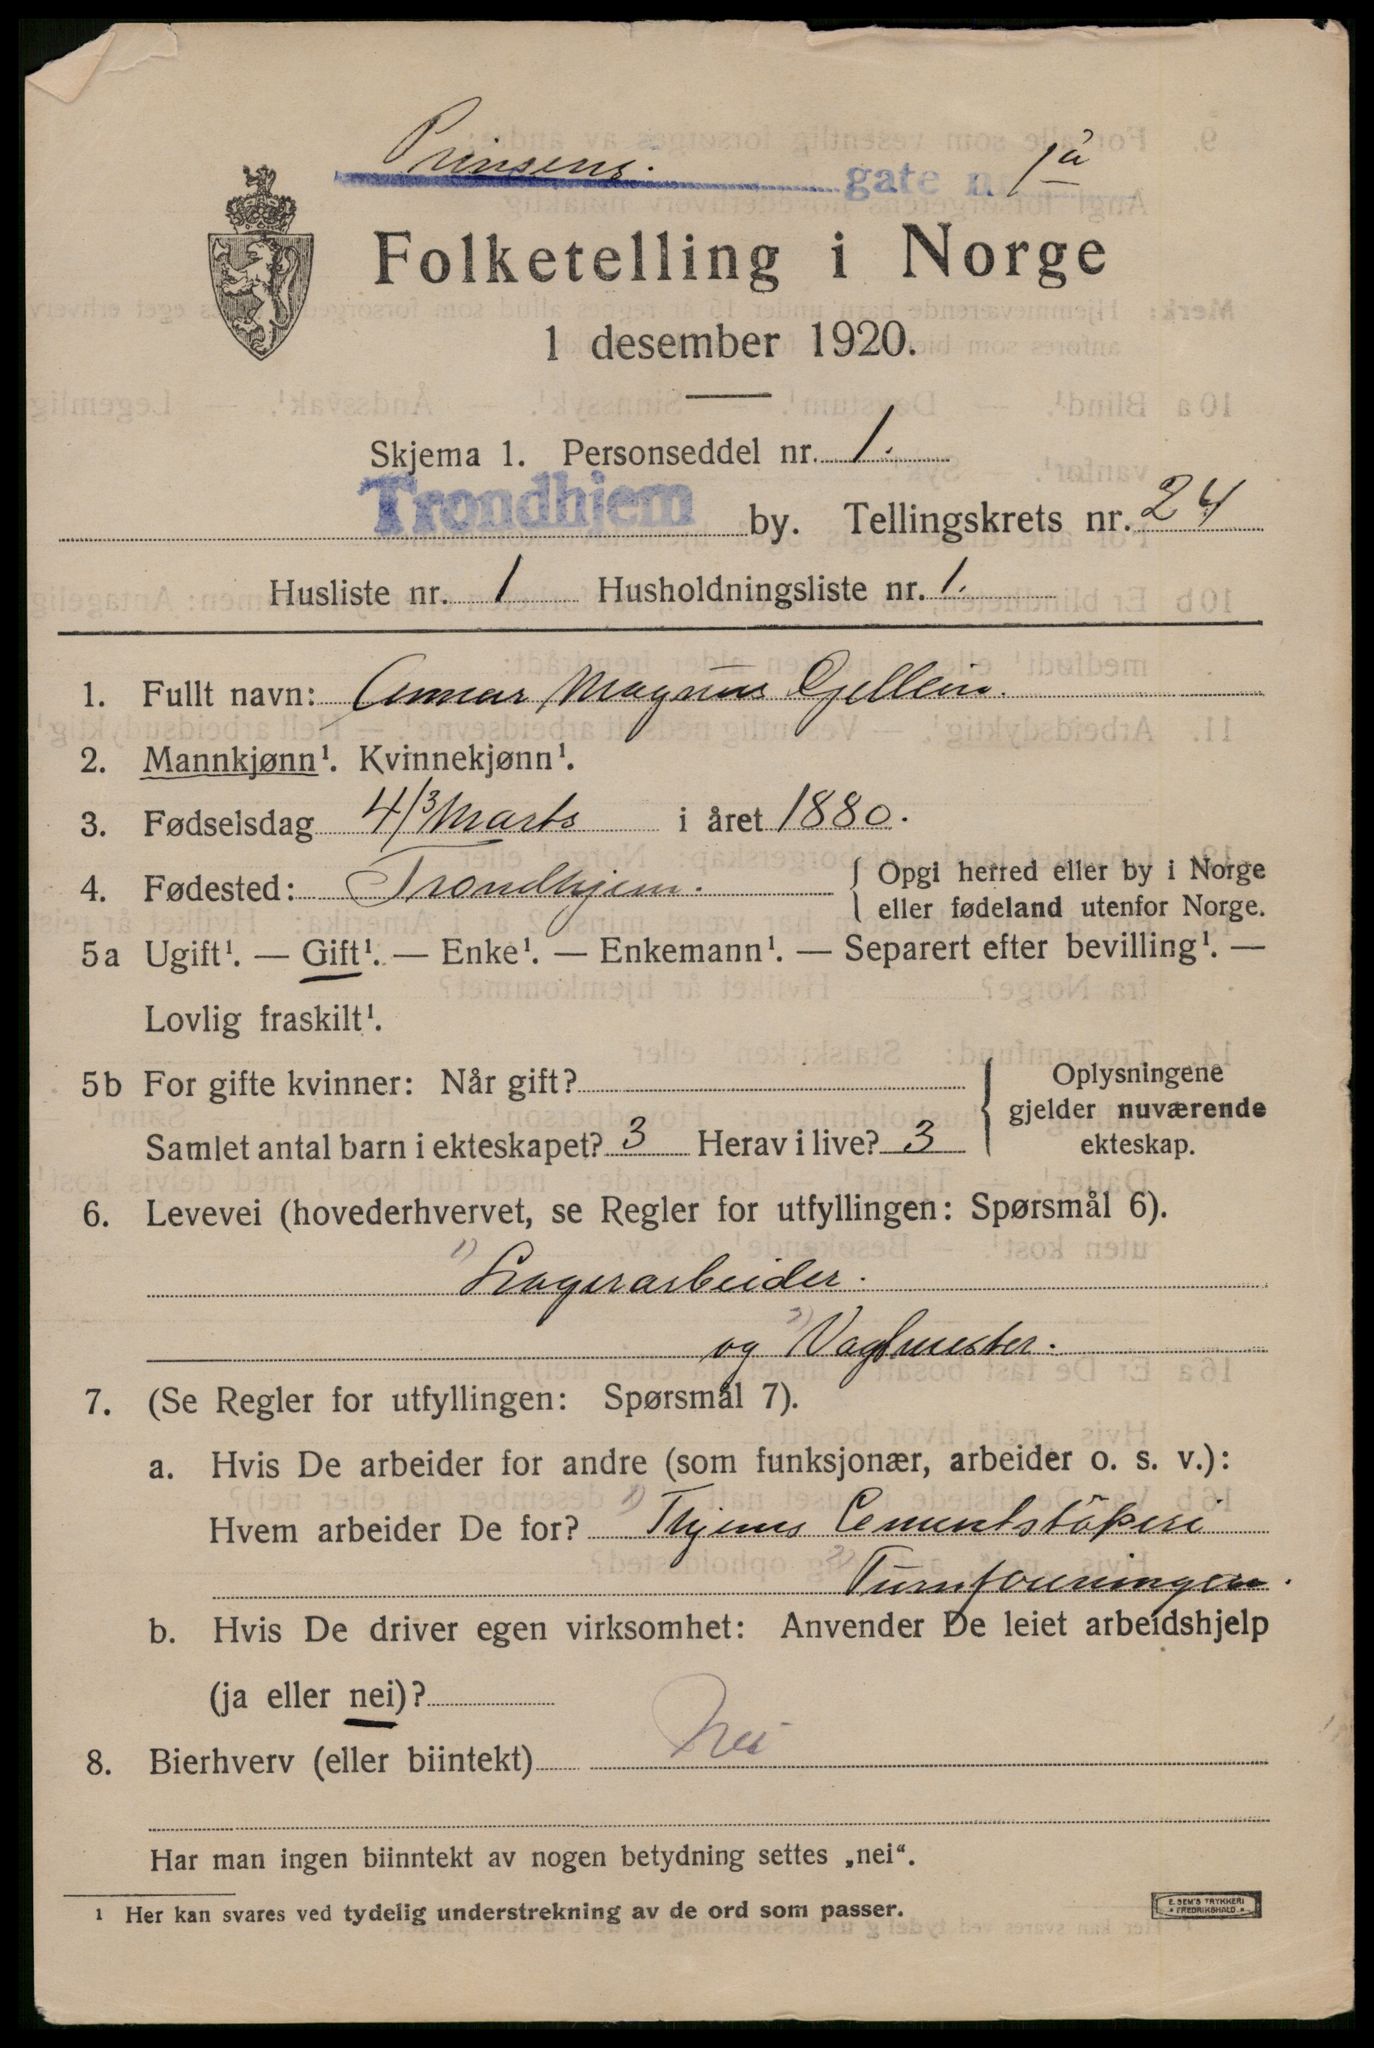 Prinsens gate nr 1a
Folketelling i Norge
1 desember 1920.
Skjema 1. Personseddel nr. 1.
Trondhjem by. Tellingskrets nr. 24
Husliste nr. 1 Husholdningsliste nr. 1.
1. Fullt navn: Gunnar Magnus Gjellein.
2. Mannkjønn¹. Kvinnekjønn¹.
3. Fødselsdag 4/3 Marts i året 1880.
4. Fødested: Trondhjem. Opgi herred eller by i Norge
eller fødeland utenfor Norge.
5a Ugift¹. — Gift¹. — Enke¹. — Enkemann¹. — Separert efter bevilling¹. —
Lovlig fraskilt¹.
5b For gifte kvinner: Når gift? Oplysningene
gjelder nuværende
Samlet antal barn i ekteskapet? 3 Herav i live? 3 ekteskap.
6. Levevei (hovederhvervet, se Regler for utfyllingen: Spørsmål 6).
1) Lagerarbeider.
og 2) Vagtmester.
7. (Se Regler for utfyllingen: Spørsmål 7).
a. Hvis De arbeider for andre (som funksjonær, arbeider o. s. v.):
Hvem arbeider De for? 1) Thjems Cementstöperi
2) Turnforeningen.
b. Hvis De driver egen virksomhet: Anvender De leiet arbeidshjelp
(ja eller nei)?
8. Bierhverv (eller biintekt) Nei
Har man ingen biinntekt av nogen betydning settes „nei“.
¹ Her kan svares ved tydelig understrekning av de ord som passer.
E. SEM'S TRYKKERI
FREDRIKSHALD